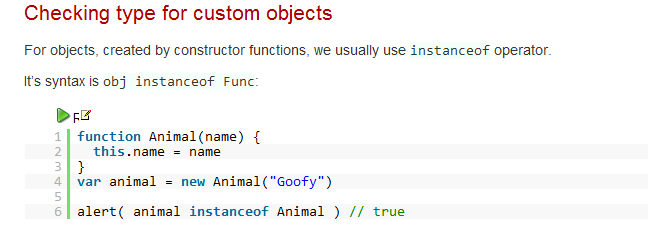 Checking type for custom objects
For objects, created by constructor functions, we usually use instanceof operator.
It's syntax is obj instanceof Func:
F
1 function Animal(name) {
2   this.name = name
3 }
4 var animal = new Animal("Goofy")
5
6 alert( animal instanceof Animal ) // true